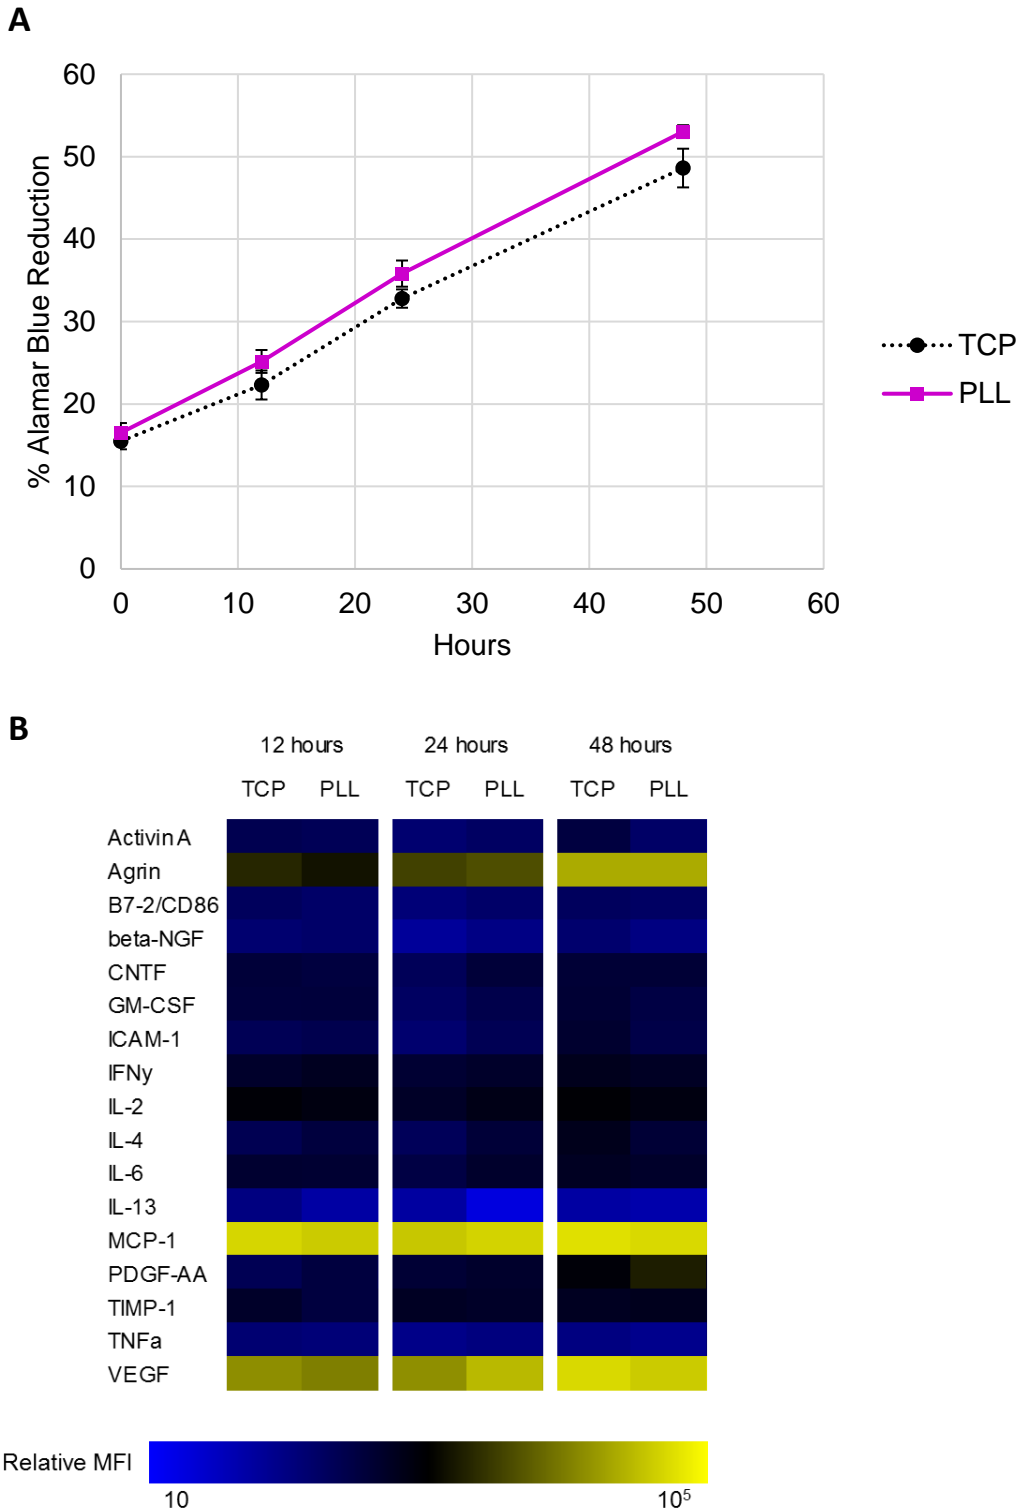 A
60
50
40
30
20
10
0
% Alamar Blue Reduction
0 10 20 30 40 50 60
Hours
TCP
PLL
B
12 hours 24 hours 48 hours
TCP PLL TCP PLL TCP PLL
Activin A
Agrin
B7-2/CD86
beta-NGF
CNTF
GM-CSF
ICAM-1
IFNy
IL-2
IL-4
IL-6
IL-13
MCP-1
PDGF-AA
TIMP-1
TNFa
VEGF
Relative MFI
10 10⁵